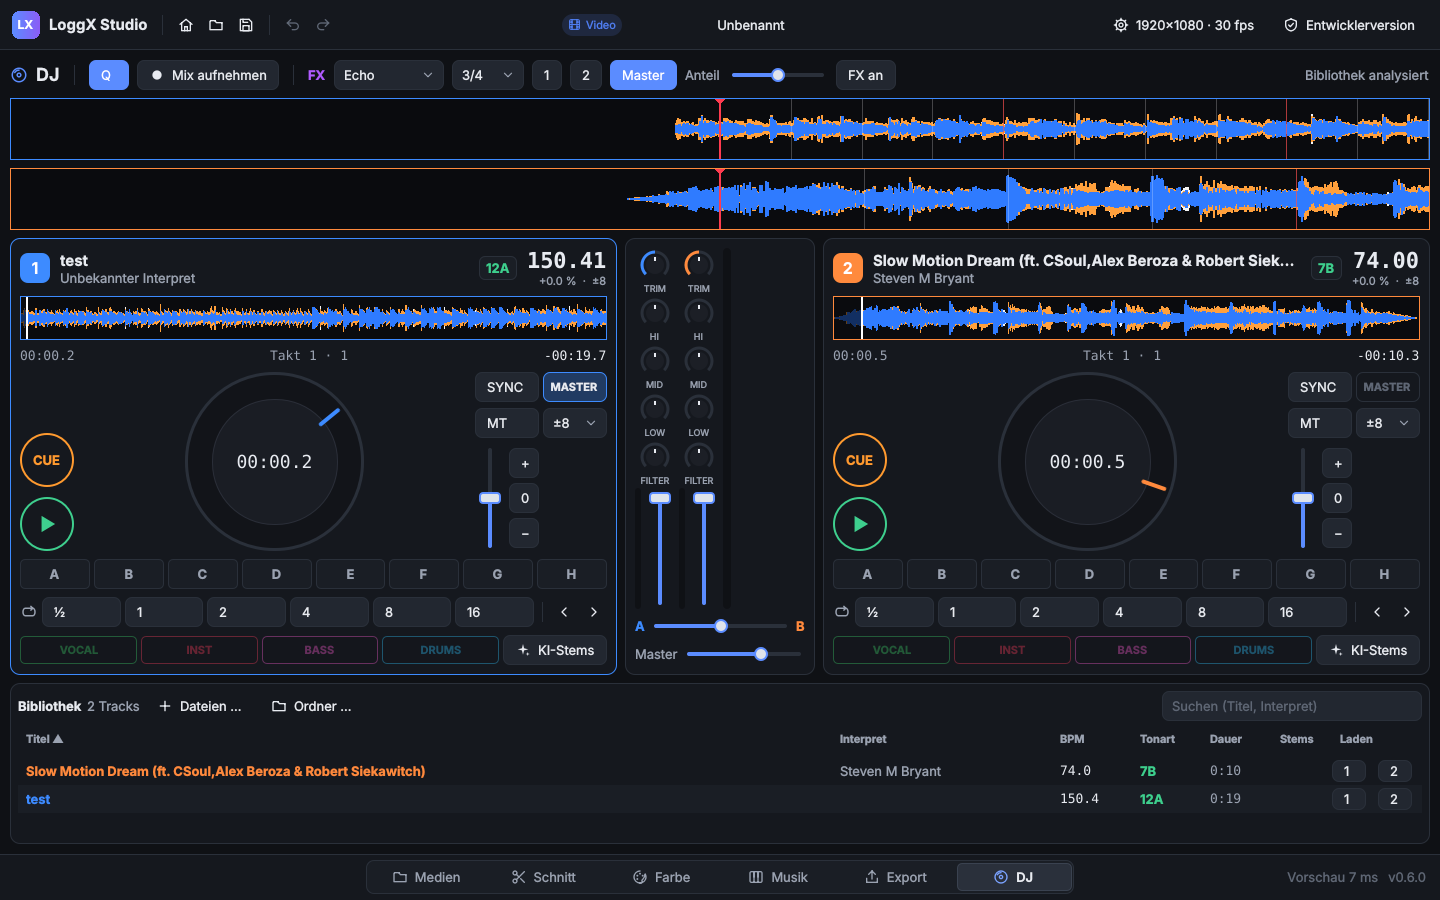 LX LoggX Studio Video Unbenannt 1920×1080 · 30 fps Entwicklerversion
DJ Q Mix aufnehmen FX Echo 3/4 1 2 Master Anteil FX an Bibliothek analysiert
1 test 12A 150.41
Unbekannter Interpret +0.0 % · ±8
00:00.2 Takt 1 · 1 -00:19.7
SYNC MASTER
MT ±8
CUE 00:00.2 +
0
−
A B C D E F G H
½ 1 2 4 8 16
VOCAL INST BASS DRUMS KI-Stems
TRIM TRIM
HI HI
MID MID
LOW LOW
FILTER FILTER
A B
Master
2 Slow Motion Dream (ft. CSoul,Alex Beroza & Robert Siek... 7B 74.00
Steven M Bryant +0.0 % · ±8
00:00.5 Takt 1 · 1 -00:10.3
SYNC MASTER
MT ±8
CUE 00:00.5 +
0
−
A B C D E F G H
½ 1 2 4 8 16
VOCAL INST BASS DRUMS KI-Stems
Bibliothek 2 Tracks Dateien ... Ordner ... Suchen (Titel, Interpret)
Titel Interpret BPM Tonart Dauer Stems Laden
Slow Motion Dream (ft. CSoul,Alex Beroza & Robert Siekawitch) Steven M Bryant 74.0 7B 0:10 1 2
test 150.4 12A 0:19 1 2
Medien Schnitt Farbe Musik Export DJ Vorschau 7 ms v0.6.0